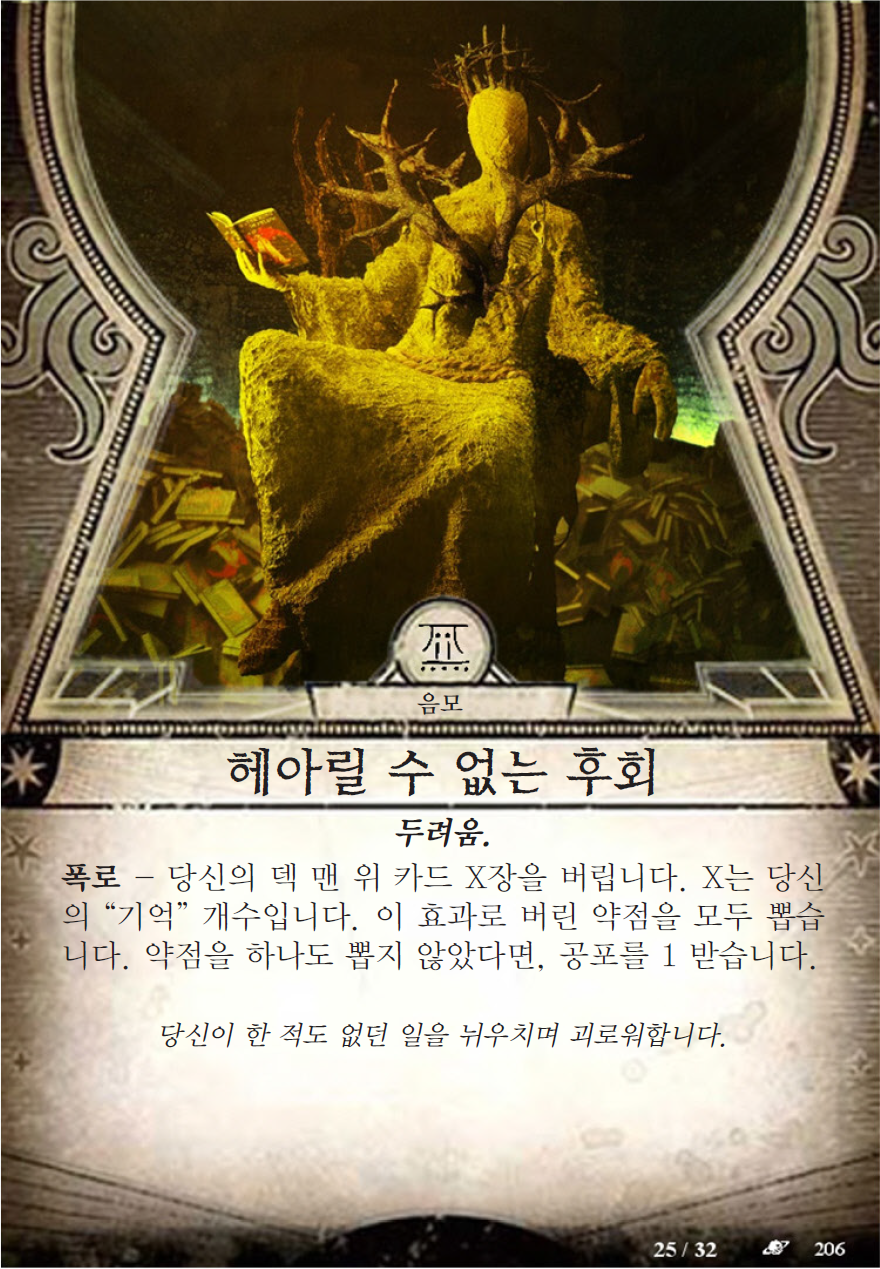 음모
헤아릴 수 없는 후회
두려움.
폭로 – 당신의 덱 맨 위 카드 X장을 버립니다. X는 당신
의 “기억” 개수입니다. 이 효과로 버린 약점을 모두 뽑습
니다. 약점을 하나도 뽑지 않았다면, 공포를 1 받습니다.
당신이 한 적도 없던 일을 뉘우치며 괴로워합니다.
25 / 32 206